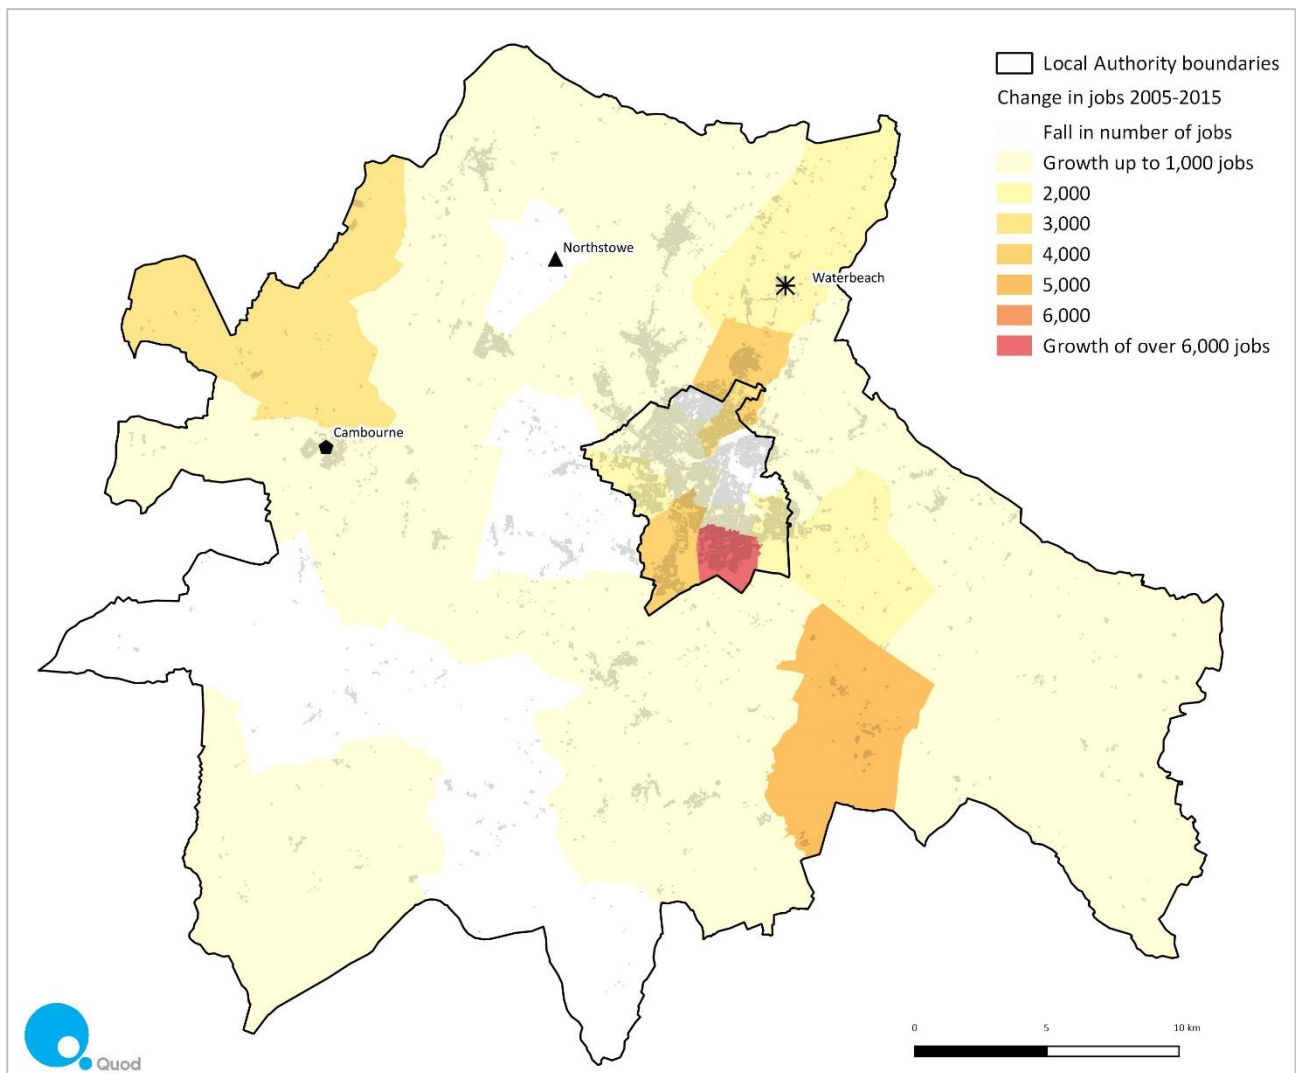 Local Authority boundaries
Change in jobs 2005-2015
Fall in number of jobs
Growth up to 1,000 jobs
2,000
3,000
4,000
5,000
6,000
Growth of over 6,000 jobs
Northstowe
Waterbeach
Cambourne
0 5 10 km
Quod